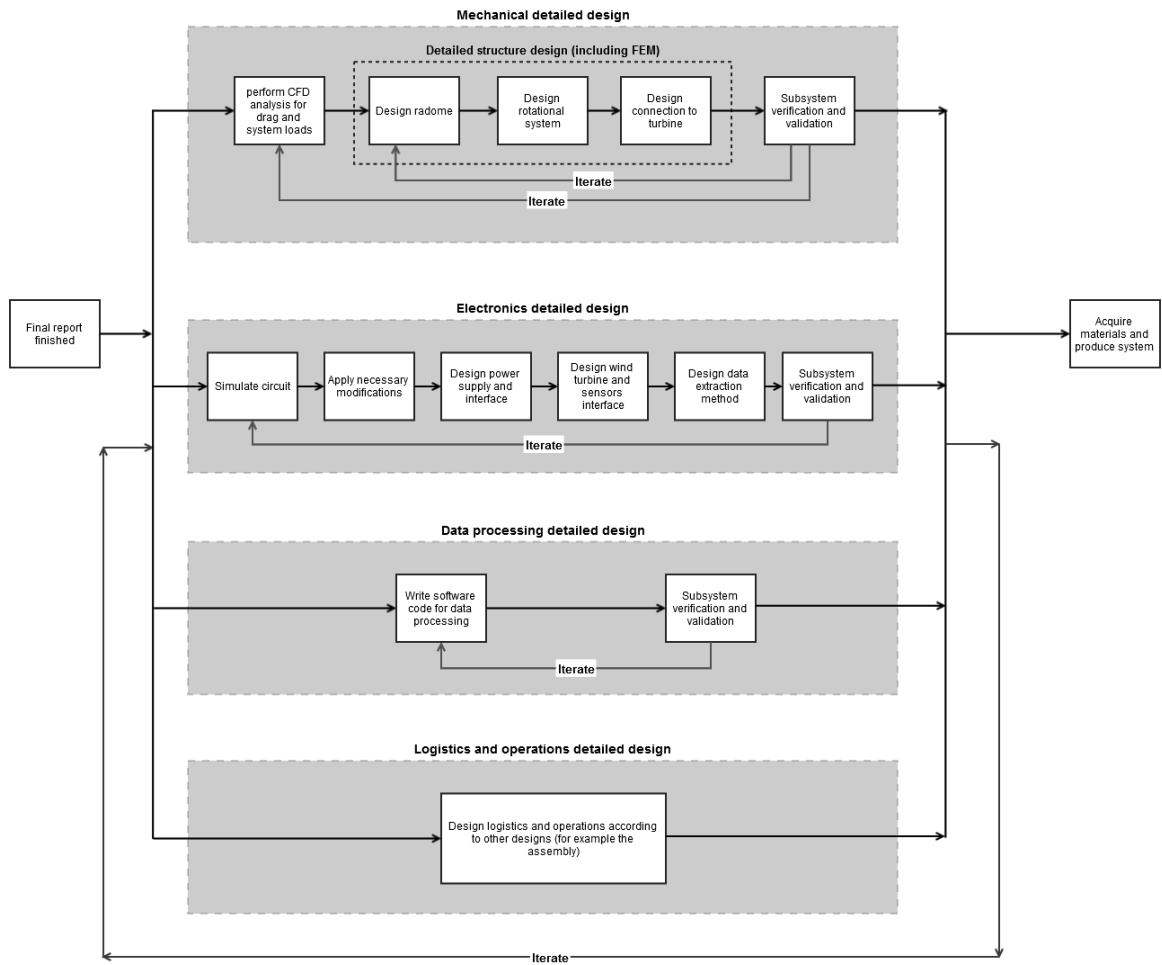 Mechanical detailed design
Detailed structure design (including FEM)
perform CFD
analysis for
drag and
system loads
Design radome
Design
rotational
system
Design
connection to
turbine
Subsystem
verification and
validation
Iterate
Iterate
Final report
finished
Electronics detailed design
Simulate circuit
Apply necessary
modifications
Design power
supply and
interface
Design wind
turbine and
sensors
interface
Design data
extraction
method
Subsystem
verification and
validation
Iterate
Acquire
materials and
produce system
Data processing detailed design
Write software
code for data
processing
Subsystem
verification and
validation
Iterate
Logistics and operations detailed design
Design logistics and operations according
to other designs (for example the
assembly)
Iterate